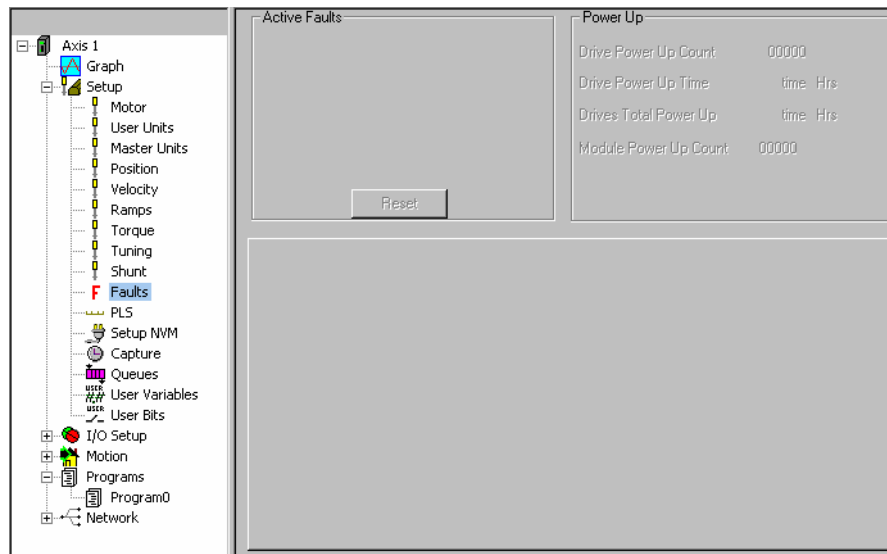 Axis 1
Graph
Setup
Motor
User Units
Master Units
Position
Velocity
Ramps
Torque
Tuning
Shunt
F Faults
PLS
Setup NVM
Capture
Queues
USER
#.# User Variables
USER
User Bits
I/O Setup
Motion
Programs
Program0
Network
Active Faults
Reset
Power Up
Drive Power Up Count 00000
Drive Power Up Time time Hrs
Drives Total Power Up time Hrs
Module Power Up Count 00000